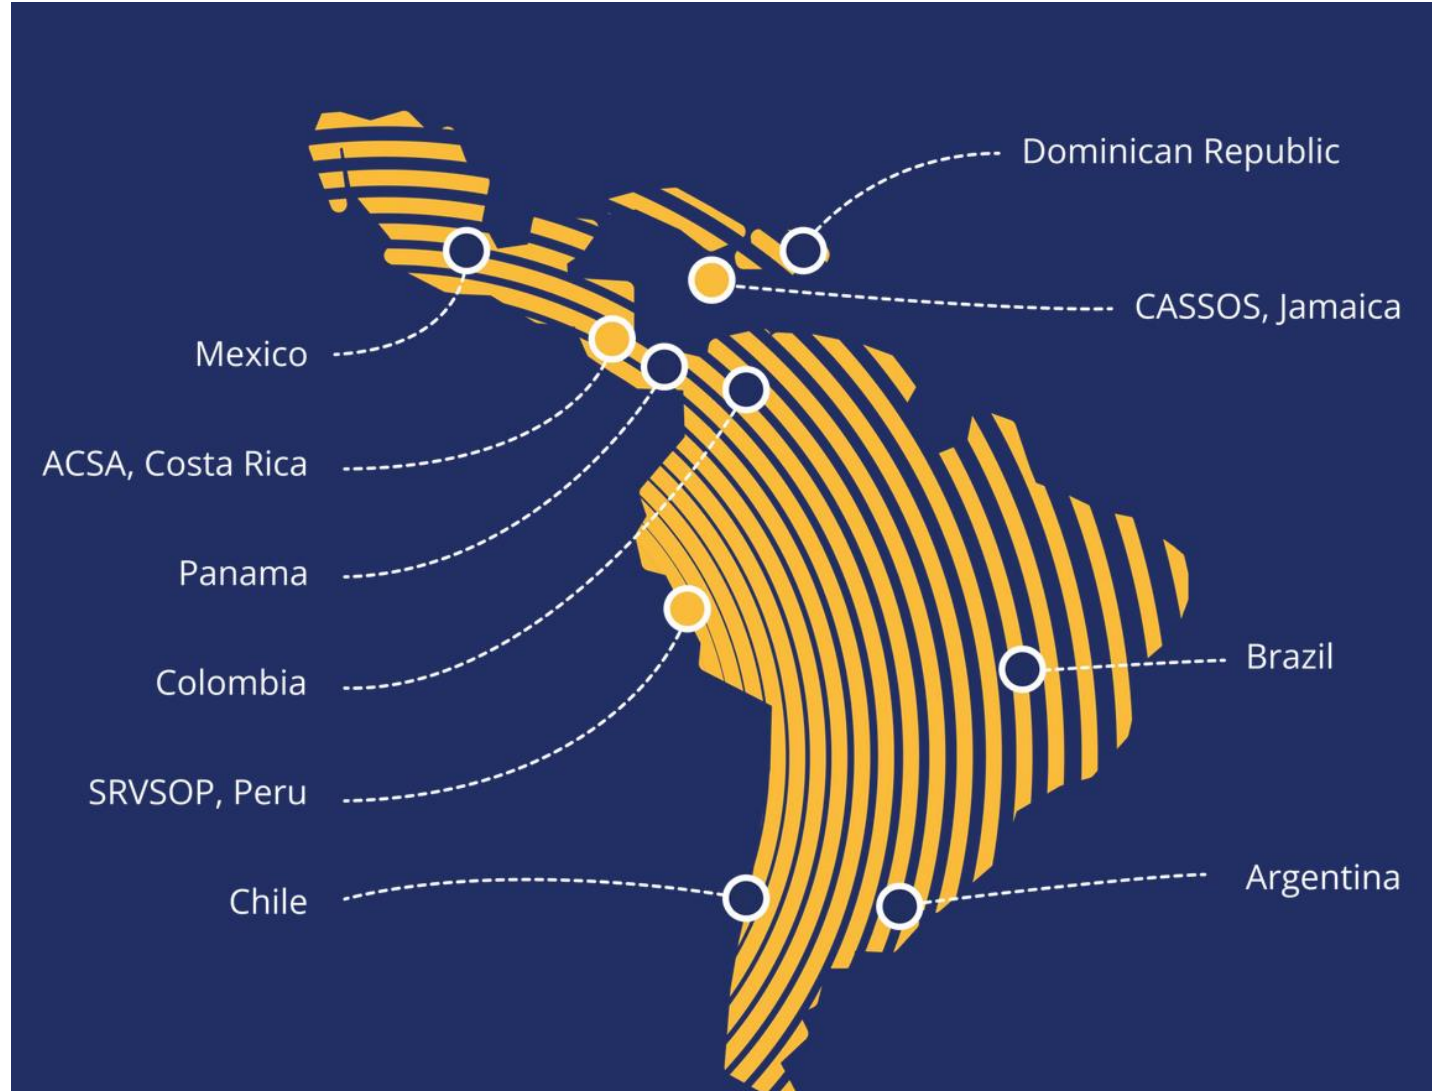 Dominican Republic
CASSOS, Jamaica
Mexico
ACSA, Costa Rica
Panama
Colombia
Brazil
SRVSOP, Peru
Argentina
Chile